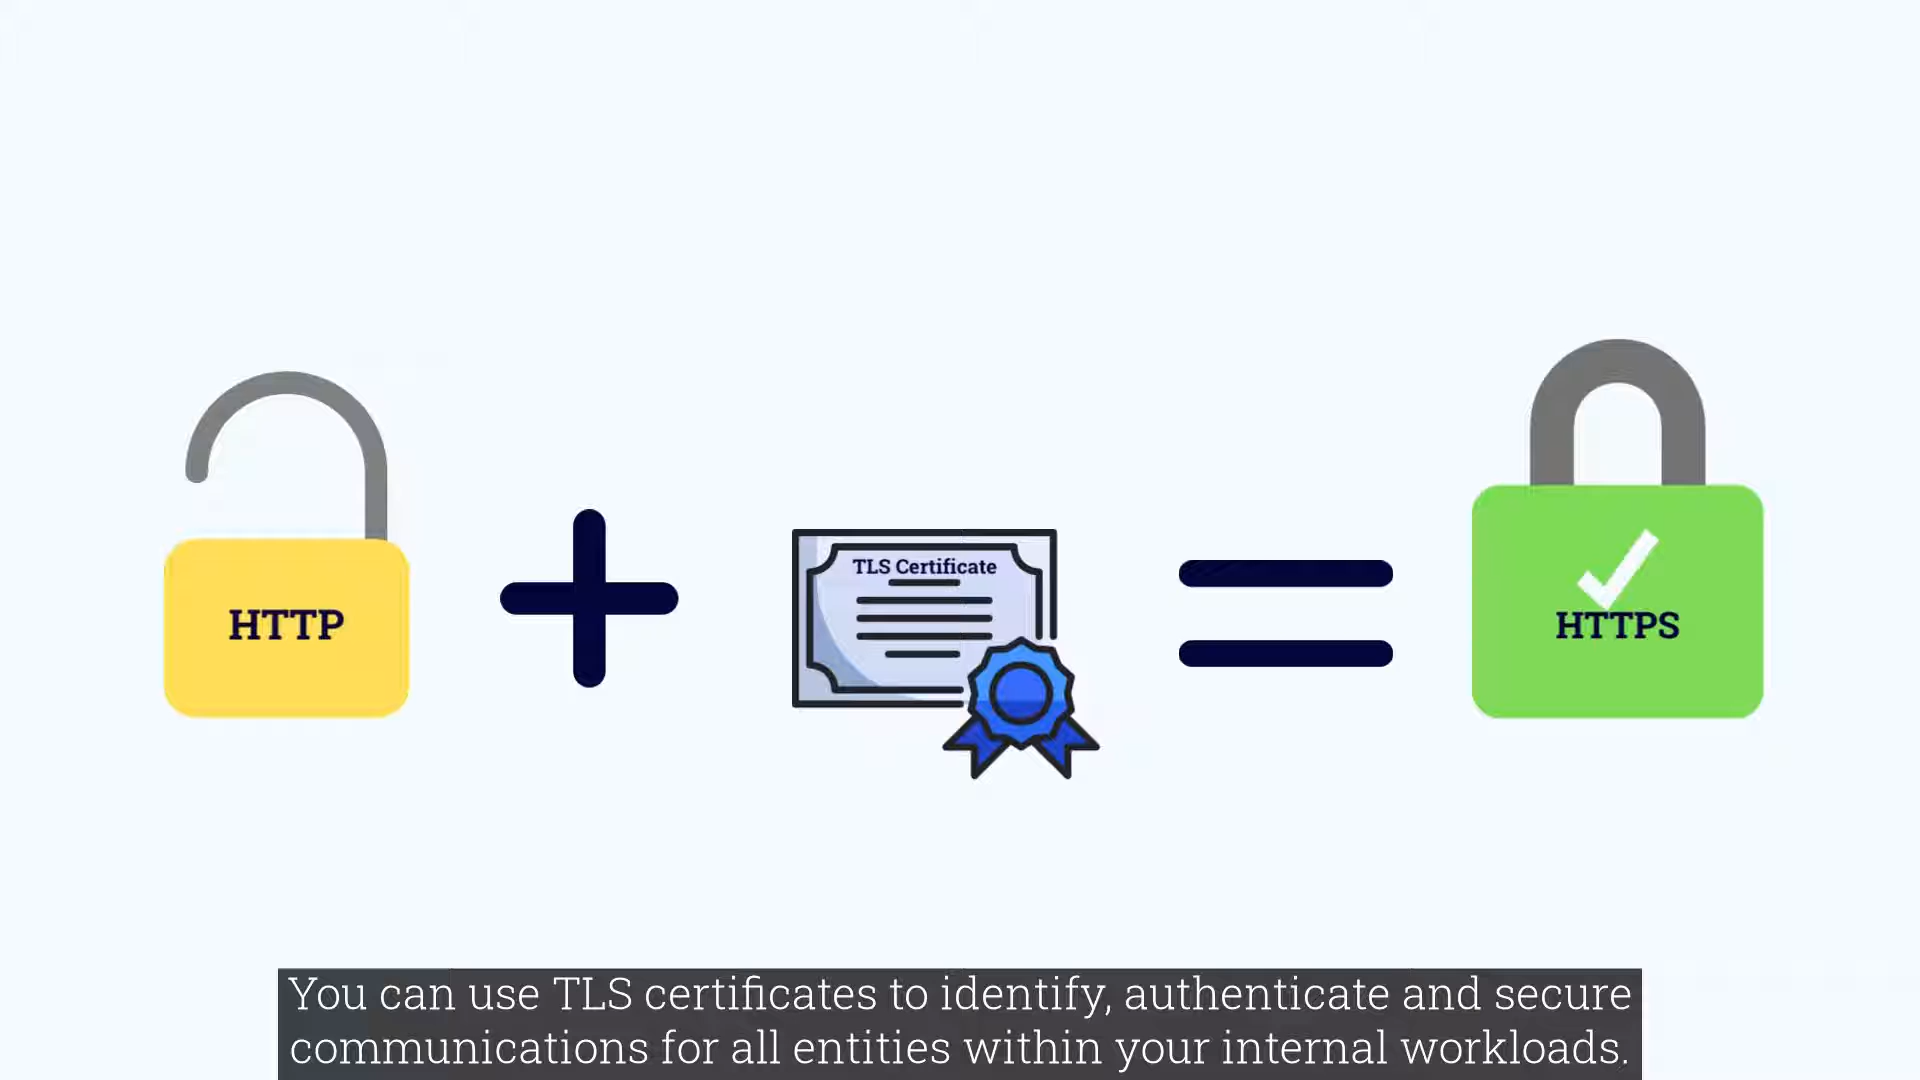 HTTP
TLS Certificate
HTTPS
You can use TLS certificates to identify, authenticate and secure
communications for all entities within your internal workloads.